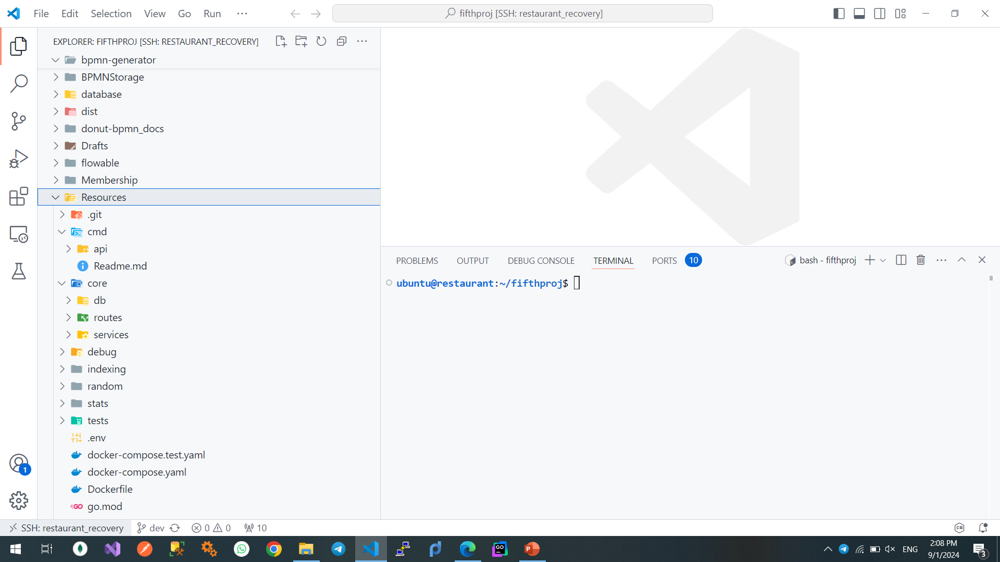 File Edit Selection View Go Run ···
fifthproj [SSH: restaurant_recovery]
EXPLORER: FIFTHPROJ [SSH: RESTAURANT_RECOVERY]
bpmn-generator
BPMNStorage
database
dist
donut-bpmn_docs
Drafts
flowable
Membership
Resources
.git
cmd
api
Readme.md
core
db
routes
services
debug
indexing
random
stats
tests
.env
docker-compose.test.yaml
docker-compose.yaml
Dockerfile
go.mod
1
PROBLEMS OUTPUT DEBUG CONSOLE TERMINAL PORTS 10
bash - fifthproj
ubuntu@restaurant:~/fifthproj$
SSH: restaurant_recovery dev 0 0 10
ENG
2:08 PM
9/1/2024
3